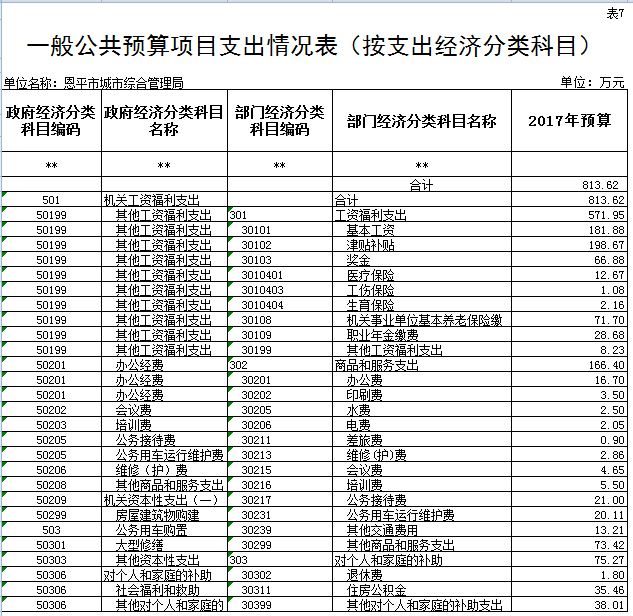 表7
一般公共预算项目支出情况表（按支出经济分类科目）
单位名称：恩平市城市综合管理局 单位：万元
政府经济分类科目编码 政府经济分类科目名称 部门经济分类科目编码 部门经济分类科目名称 2017年预算
** ** ** **
合计 813.62
501 机关工资福利支出 合计 813.62
50199 其他工资福利支出 301 工资福利支出 571.95
50199 其他工资福利支出 30101 基本工资 181.88
50199 其他工资福利支出 30102 津贴补贴 198.67
50199 其他工资福利支出 30103 奖金 66.88
50199 其他工资福利支出 3010401 医疗保险 12.67
50199 其他工资福利支出 3010403 工伤保险 1.08
50199 其他工资福利支出 3010404 生育保险 2.16
50199 其他工资福利支出 30108 机关事业单位基本养老保险缴 71.70
50199 其他工资福利支出 30109 职业年金缴费 28.68
50199 其他工资福利支出 30199 其他工资福利支出 8.23
50201 办公经费 302 商品和服务支出 166.40
50201 办公经费 30201 办公费 16.70
50201 办公经费 30202 印刷费 3.50
50202 会议费 30205 水费 2.50
50203 培训费 30206 电费 2.05
50205 公务接待费 30211 差旅费 0.90
50205 公务用车运行维护费 30213 维修(护)费 2.86
50206 维修（护）费 30215 会议费 4.65
50208 其他商品和服务支出 30216 培训费 5.50
50209 机关资本性支出（一） 30217 公务接待费 21.00
50299 房屋建筑物购建 30231 公务用车运行维护费 20.11
503 公务用车购置 30239 其他交通费用 13.21
50301 大型修缮 30299 其他商品和服务支出 73.42
50303 其他资本性支出 303 对个人和家庭的补助 75.27
50306 对个人和家庭的补助 30302 退休费 1.80
50306 社会福利和救助 30311 住房公积金 35.46
50306 其他对个人和家庭的 30399 其他对个人和家庭的补助支出 38.01